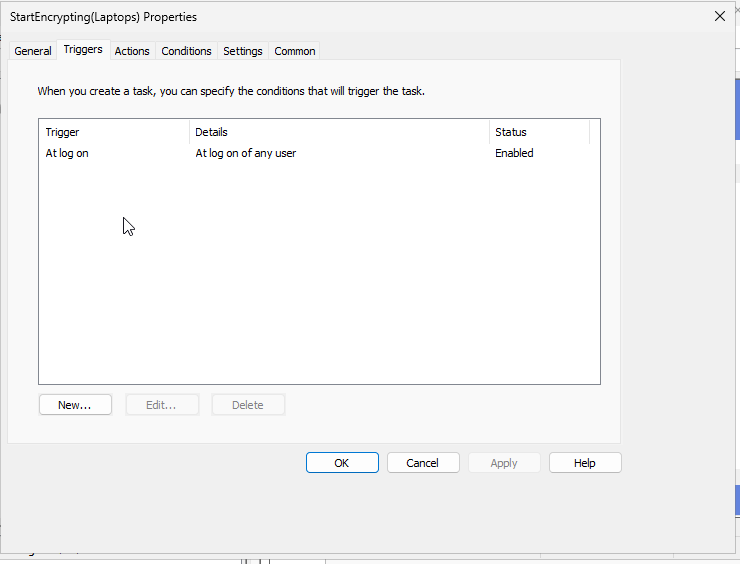 StartEncrypting(Laptops) Properties
General Triggers Actions Conditions Settings Common
When you create a task, you can specify the conditions that will trigger the task.
Trigger Details Status
At log on At log on of any user Enabled
New... Edit... Delete
OK Cancel Apply Help